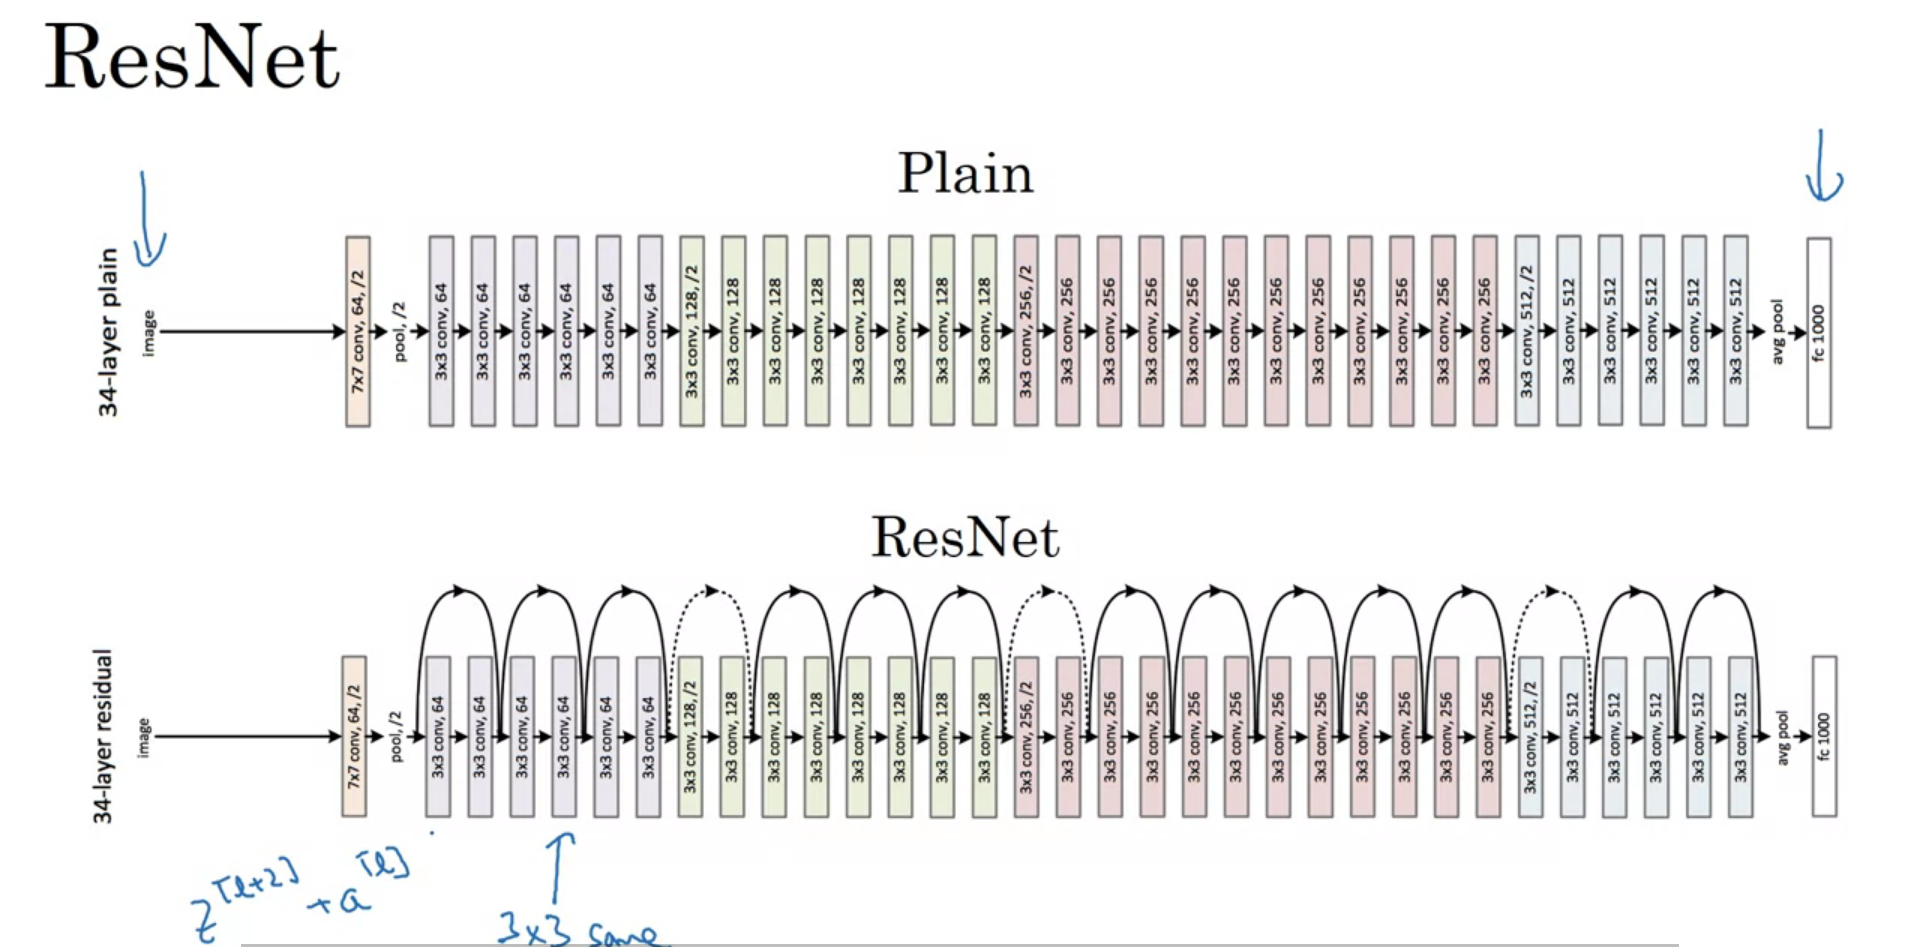 ResNet
Plain
34-layer plain
image
7x7 conv, 64, /2
pool, /2
3x3 conv, 64
3x3 conv, 64
3x3 conv, 64
3x3 conv, 64
3x3 conv, 64
3x3 conv, 64
3x3 conv, 128, /2
3x3 conv, 128
3x3 conv, 128
3x3 conv, 128
3x3 conv, 128
3x3 conv, 128
3x3 conv, 128
3x3 conv, 128
3x3 conv, 256, /2
3x3 conv, 256
3x3 conv, 256
3x3 conv, 256
3x3 conv, 256
3x3 conv, 256
3x3 conv, 256
3x3 conv, 256
3x3 conv, 256
3x3 conv, 256
3x3 conv, 256
3x3 conv, 256
3x3 conv, 512, /2
3x3 conv, 512
3x3 conv, 512
3x3 conv, 512
3x3 conv, 512
3x3 conv, 512
avg pool
fc 1000
ResNet
34-layer residual
image
7x7 conv, 64, /2
pool, /2
3x3 conv, 64
3x3 conv, 64
3x3 conv, 64
3x3 conv, 64
3x3 conv, 64
3x3 conv, 64
3x3 conv, 128, /2
3x3 conv, 128
3x3 conv, 128
3x3 conv, 128
3x3 conv, 128
3x3 conv, 128
3x3 conv, 128
3x3 conv, 128
3x3 conv, 256, /2
3x3 conv, 256
3x3 conv, 256
3x3 conv, 256
3x3 conv, 256
3x3 conv, 256
3x3 conv, 256
3x3 conv, 256
3x3 conv, 256
3x3 conv, 256
3x3 conv, 256
3x3 conv, 256
3x3 conv, 512, /2
3x3 conv, 512
3x3 conv, 512
3x3 conv, 512
3x3 conv, 512
3x3 conv, 512
avg pool
fc 1000
z[l+2] + a[l]
3x3 same